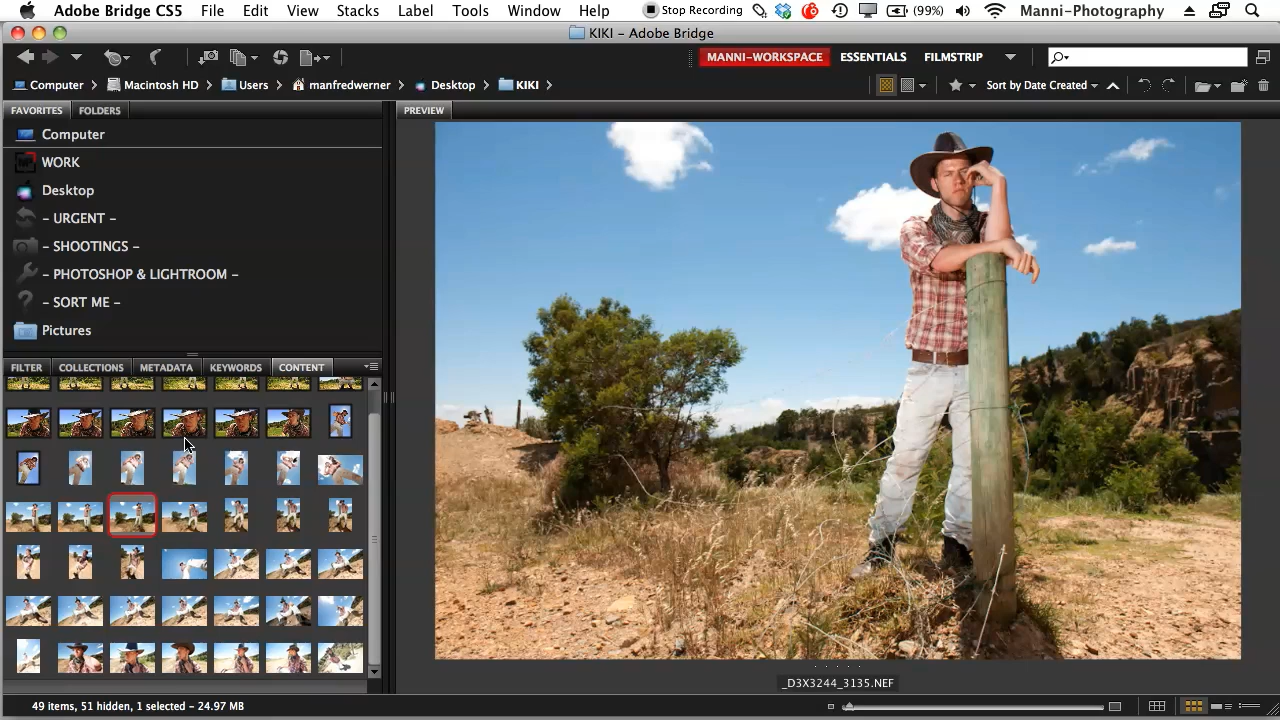 Adobe Bridge CS5 File Edit View Stacks Label Tools Window Help Stop Recording (99%) Manni-Photography
KIKI – Adobe Bridge
MANNI-WORKSPACE ESSENTIALS FILMSTRIP
Computer Macintosh HD Users manfredwerner Desktop KIKI Sort by Date Created
FAVORITES FOLDERS PREVIEW
Computer
WORK
Desktop
- URGENT -
- SHOOTINGS -
- PHOTOSHOP & LIGHTROOM -
- SORT ME -
Pictures
FILTER COLLECTIONS METADATA KEYWORDS CONTENT
_D3X3244_3135.NEF
49 items, 51 hidden, 1 selected - 24.97 MB